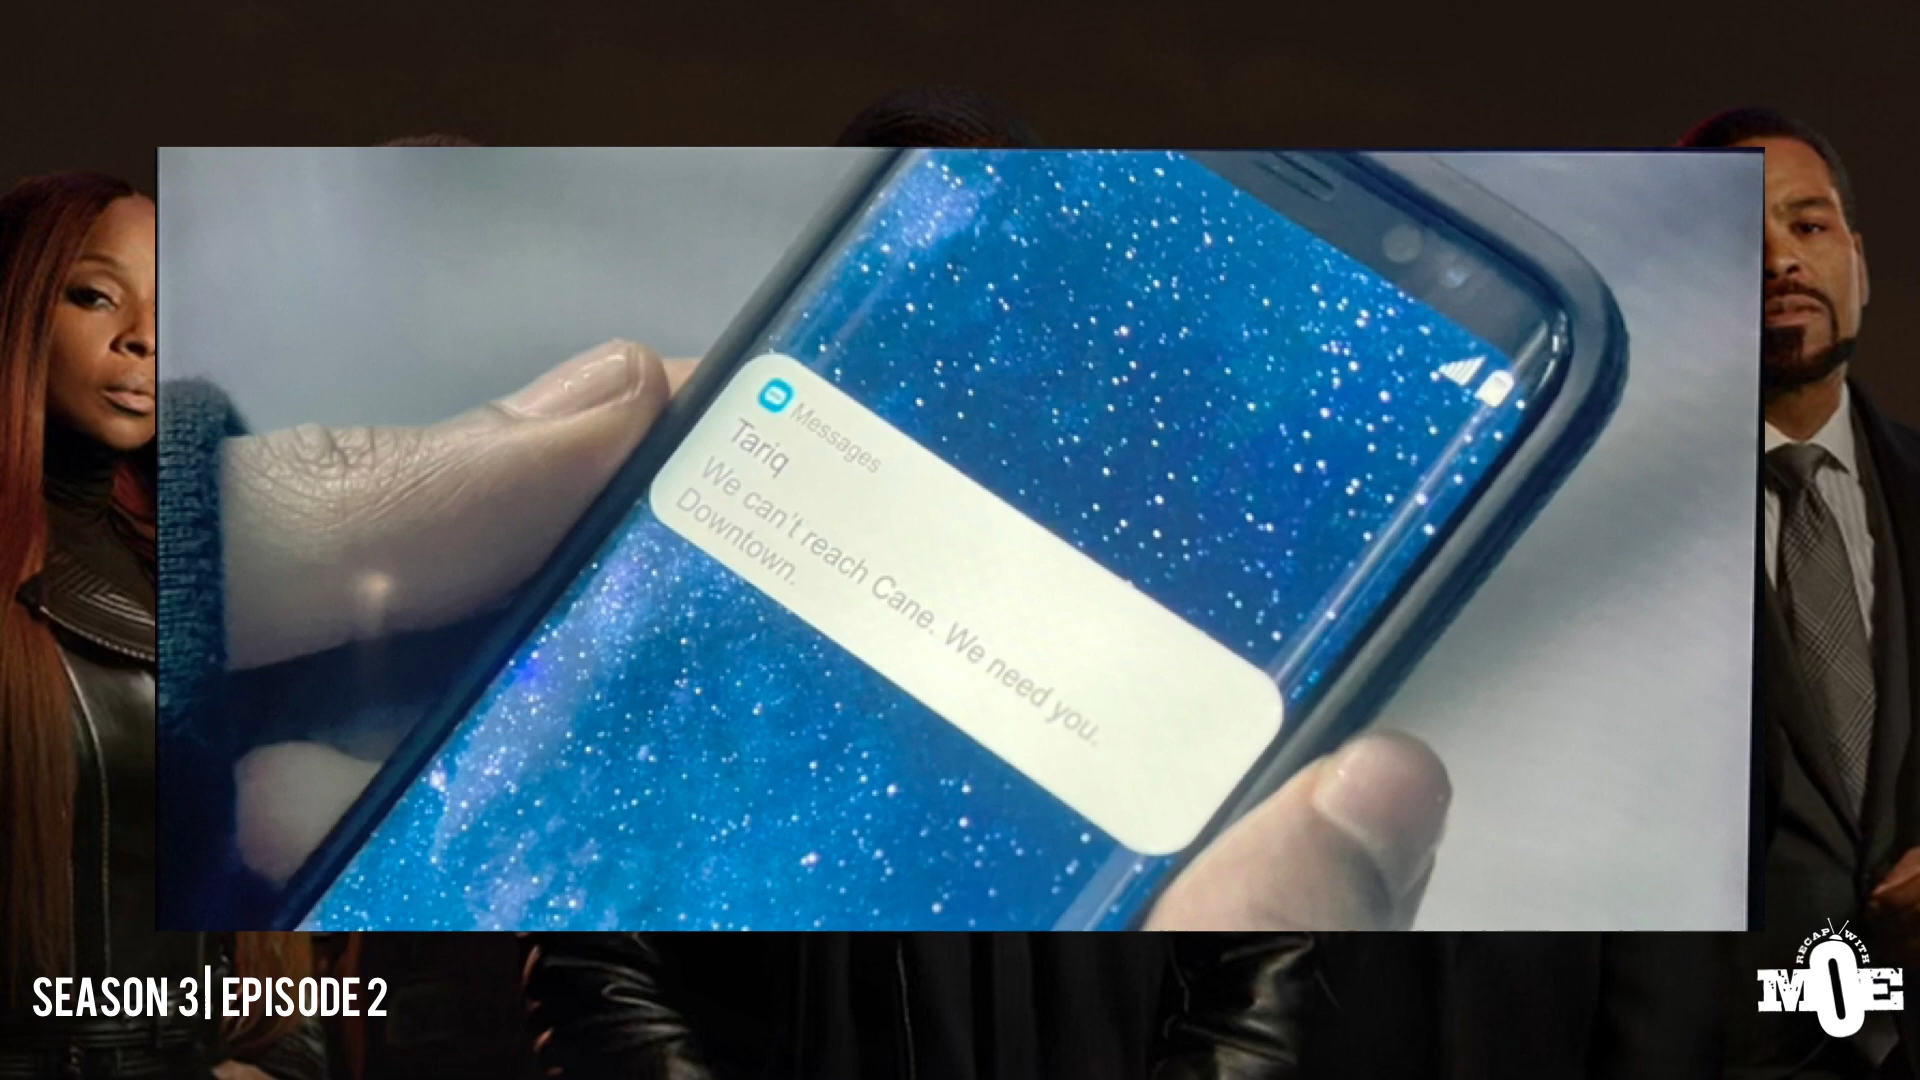 Messages
Tariq
We can't reach Cane. We need you.
Downtown.
SEASON 3| EPISODE 2
RECAP WITH
MOE